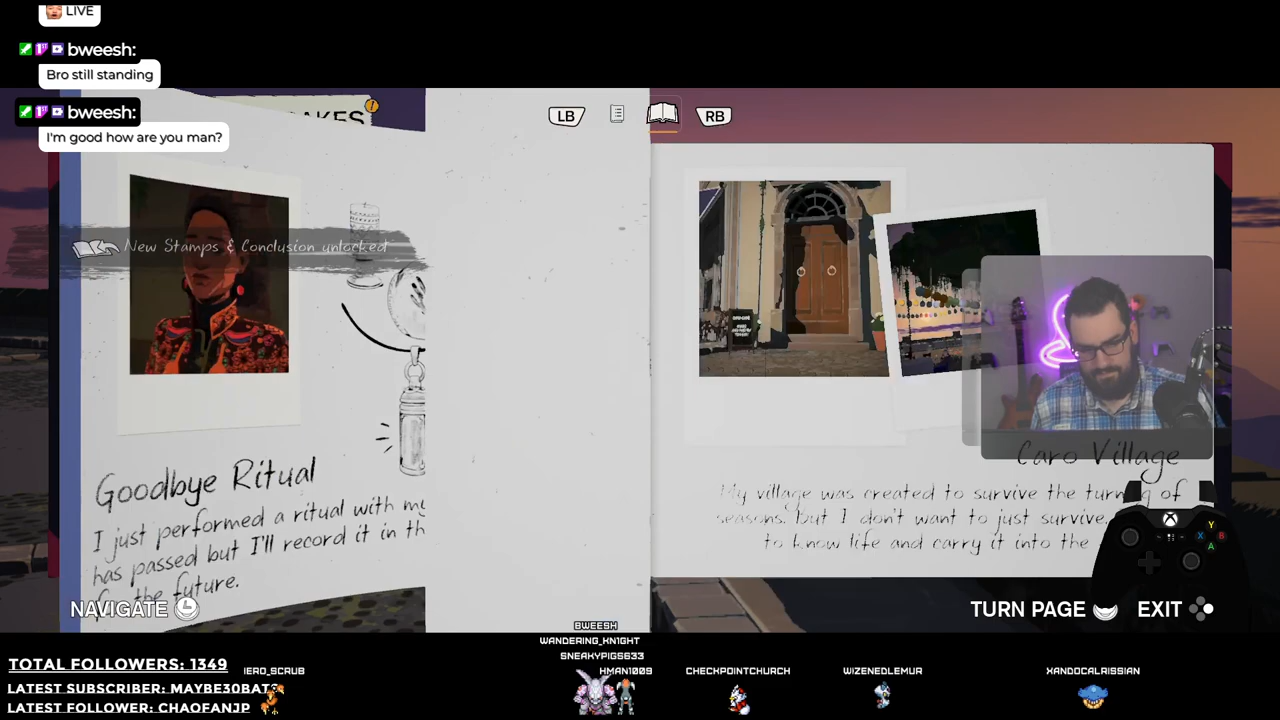 LIVE
bweesh:
Bro still standing
bweesh:
I'm good how are you man?
LB
RB
New Stamps & Conclusion unlocked
Goodbye Ritual
I just performed a ritual with my
has passed but I'll record it in th
the future.
Caro Village
My village was created to survive the turning of
seasons. but I don't want to just survive.
to know life and carry it into the
NAVIGATE L
TURN PAGE
EXIT
Y
X B
A
TOTAL FOLLOWERS: 1349
LATEST SUBSCRIBER: MAYBE30BATS
LATEST FOLLOWER: CHAOFANJP
BWEESH
WANDERING_KN1GHT
SNEAKYPIGS633
HMAN1009
CHECKPOINTCHURCH
WIZENEDLEMUR
XANDOCALRISSIAN